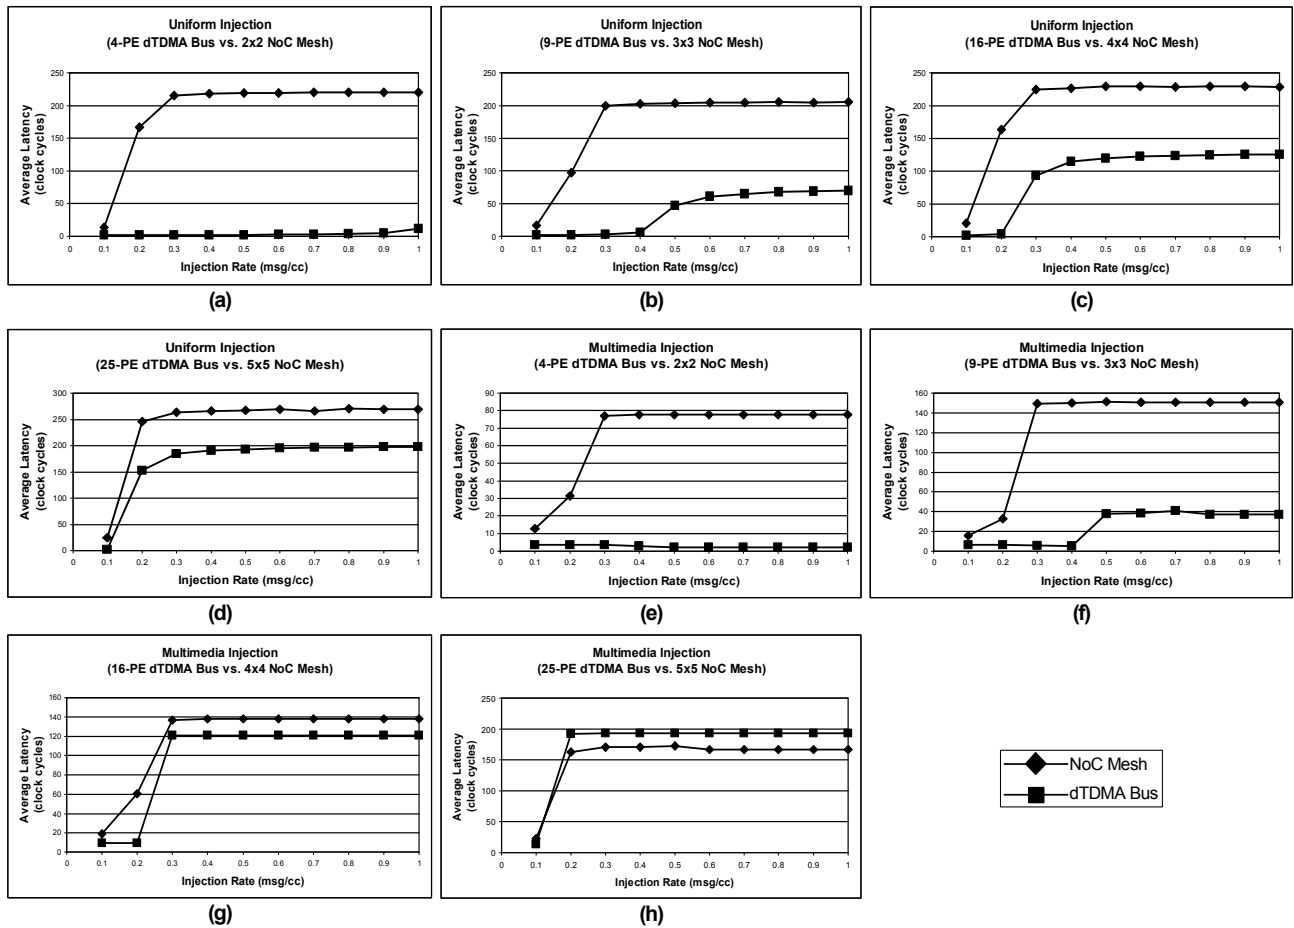 Uniform Injection
(4-PE dTDMA Bus vs. 2x2 NoC Mesh)
Average Latency
(clock cycles)
250
200
150
100
50
0
0 0.1 0.2 0.3 0.4 0.5 0.6 0.7 0.8 0.9 1
Injection Rate (msg/cc)
(a)
Uniform Injection
(9-PE dTDMA Bus vs. 3x3 NoC Mesh)
Average Latency
(clock cycles)
250
200
150
100
50
0
0 0.1 0.2 0.3 0.4 0.5 0.6 0.7 0.8 0.9 1
Injection Rate (msg/cc)
(b)
Uniform Injection
(16-PE dTDMA Bus vs. 4x4 NoC Mesh)
Average Latency
(clock cycles)
250
200
150
100
50
0
0 0.1 0.2 0.3 0.4 0.5 0.6 0.7 0.8 0.9 1
Injection Rate (msg/cc)
(c)
Uniform Injection
(25-PE dTDMA Bus vs. 5x5 NoC Mesh)
Average Latency
(clock cycles)
300
250
200
150
100
50
0
0 0.1 0.2 0.3 0.4 0.5 0.6 0.7 0.8 0.9 1
Injection Rate (msg/cc)
(d)
Multimedia Injection
(4-PE dTDMA Bus vs. 2x2 NoC Mesh)
Average Latency
(clock cycles)
90
80
70
60
50
40
30
20
10
0
0 0.1 0.2 0.3 0.4 0.5 0.6 0.7 0.8 0.9 1
Injection Rate (msg/cc)
(e)
Multimedia Injection
(9-PE dTDMA Bus vs. 3x3 NoC Mesh)
Average Latency
(clock cycles)
160
140
120
100
80
60
40
20
0
0 0.1 0.2 0.3 0.4 0.5 0.6 0.7 0.8 0.9 1
Injection Rate (msg/cc)
(f)
Multimedia Injection
(16-PE dTDMA Bus vs. 4x4 NoC Mesh)
Average Latency
(clock cycles)
160
140
120
100
80
60
40
20
0
0 0.1 0.2 0.3 0.4 0.5 0.6 0.7 0.8 0.9 1
Injection Rate (msg/cc)
(g)
Multimedia Injection
(25-PE dTDMA Bus vs. 5x5 NoC Mesh)
Average Latency
(clock cycles)
250
200
150
100
50
0
0 0.1 0.2 0.3 0.4 0.5 0.6 0.7 0.8 0.9 1
Injection Rate (msg/cc)
(h)
NoC Mesh
dTDMA Bus